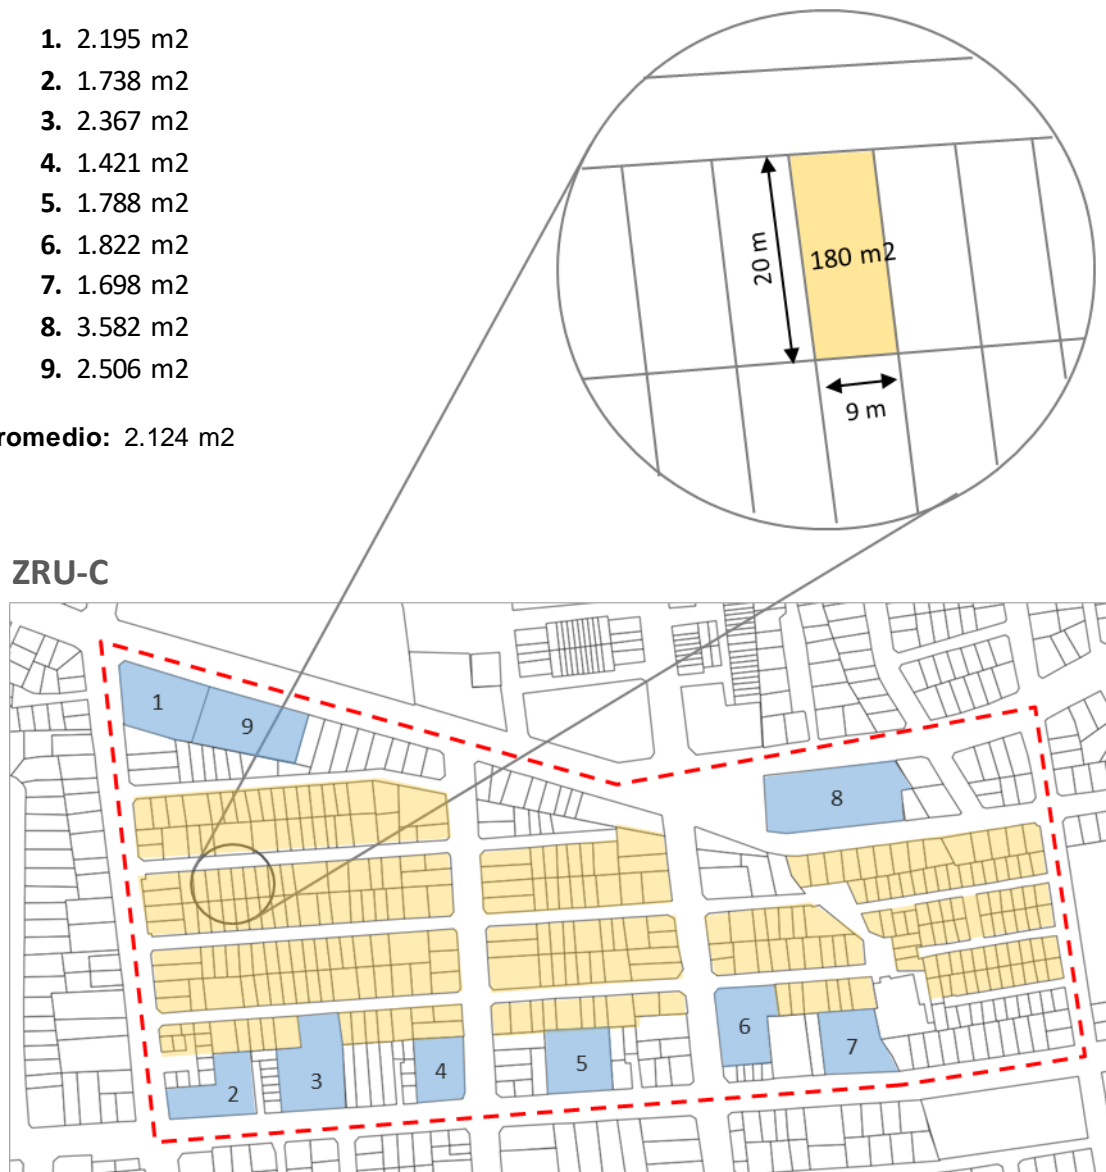 1. 2.195 m2
2. 1.738 m2
3. 2.367 m2
4. 1.421 m2
5. 1.788 m2
6. 1.822 m2
7. 1.698 m2
8. 3.582 m2
9. 2.506 m2
romedio: 2.124 m2
20 m
180 m2
9 m
ZRU-C
1
9
8
6
7
5
4
3
2